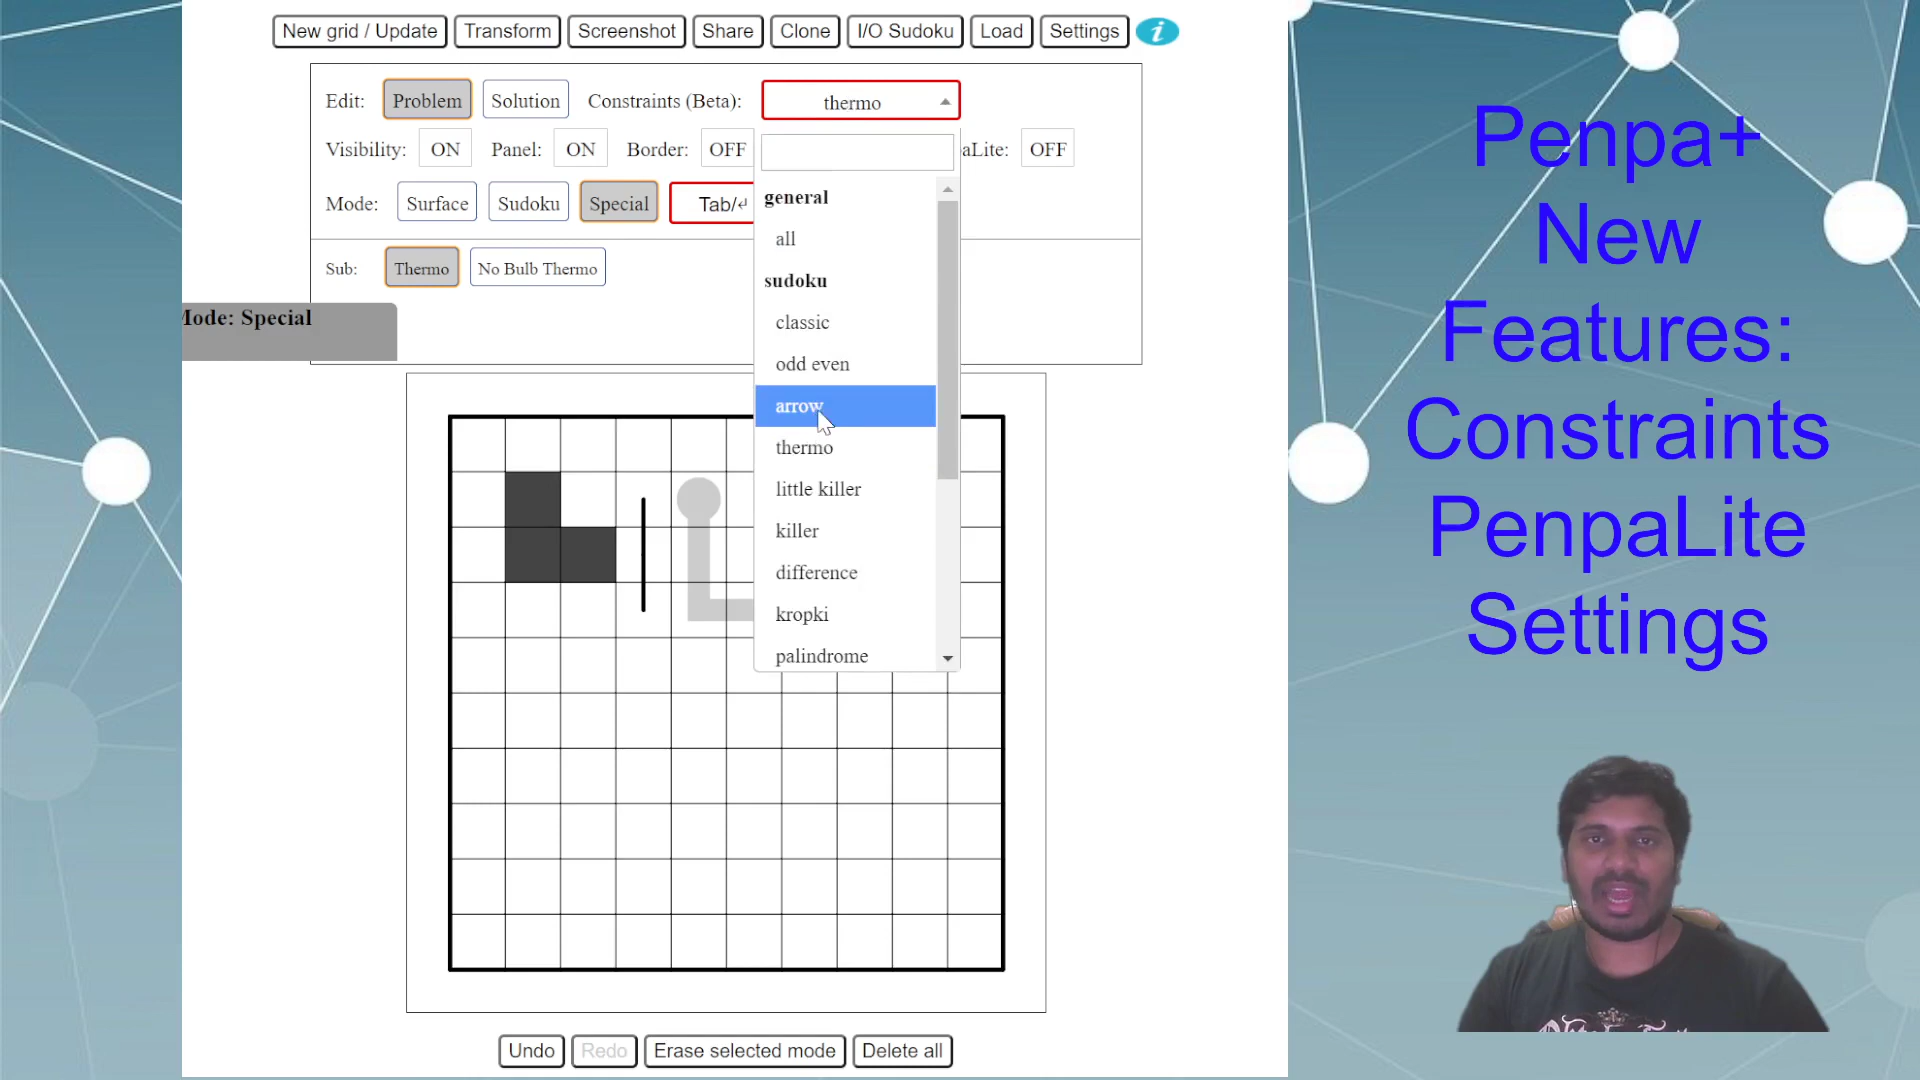 New grid / Update Transform Screenshot Share Clone I/O Sudoku Load Settings i
Edit: Problem Solution Constraints (Beta): thermo
Visibility: ON Panel: ON Border: OFF aLite: OFF
Mode: Surface Sudoku Special Tab/↵
Sub: Thermo No Bulb Thermo
Mode: Special
general
all
sudoku
classic
odd even
arrow
thermo
little killer
killer
difference
kropki
palindrome
Undo Redo Erase selected mode Delete all
Penpa+
New
Features:
Constraints
PenpaLite
Settings